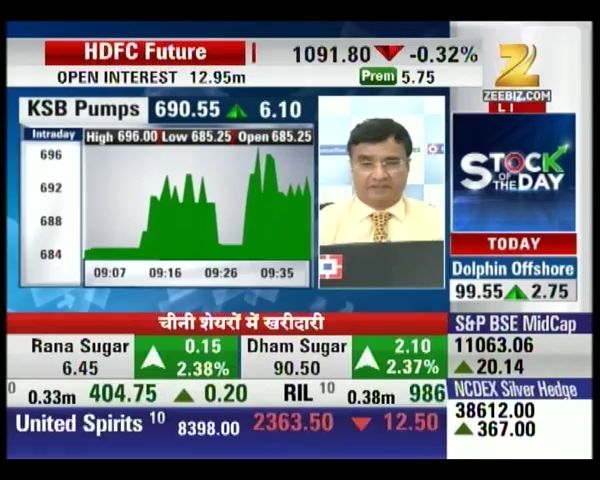 HDFC Future 1091.80 -0.32%
OPEN INTEREST 12.95m Prem 5.75
ZEEBIZ.COM
KSB Pumps 690.55 6.10
Intraday High 696.00 Low 685.25 Open 685.25
696
692
688
684
09:07 09:16 09:26 09:35
STOCK
OF THE DAY
TODAY
Dolphin Offshore
99.55 2.75
चीनी शेयरों में खरीदारी
Rana Sugar 0.15 Dham Sugar 2.10
6.45 2.38% 90.50 2.37%
S&P BSE MidCap
11063.06
20.14
0 0.33m 404.75 0.20 RIL 10 0.38m 986
NCDEX Silver Hedge
38612.00
367.00
United Spirits 10 8398.00 2363.50 12.50